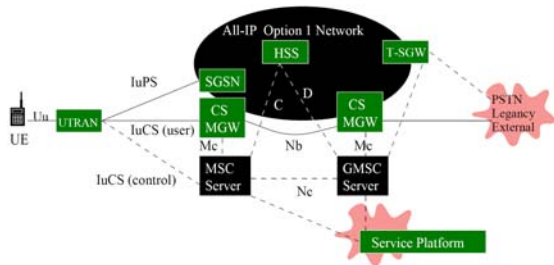 All-IP Option 1 Network
HSS
T-SGW
IuPS
SGSN
C
D
Uu
UTRAN
UE
IuCS (user)
CS
MGW
CS
MGW
PSTN
Legancy
External
Mc
Nb
Mc
IuCS (control)
MSC
Server
Nc
GMSC
Server
Service Platform